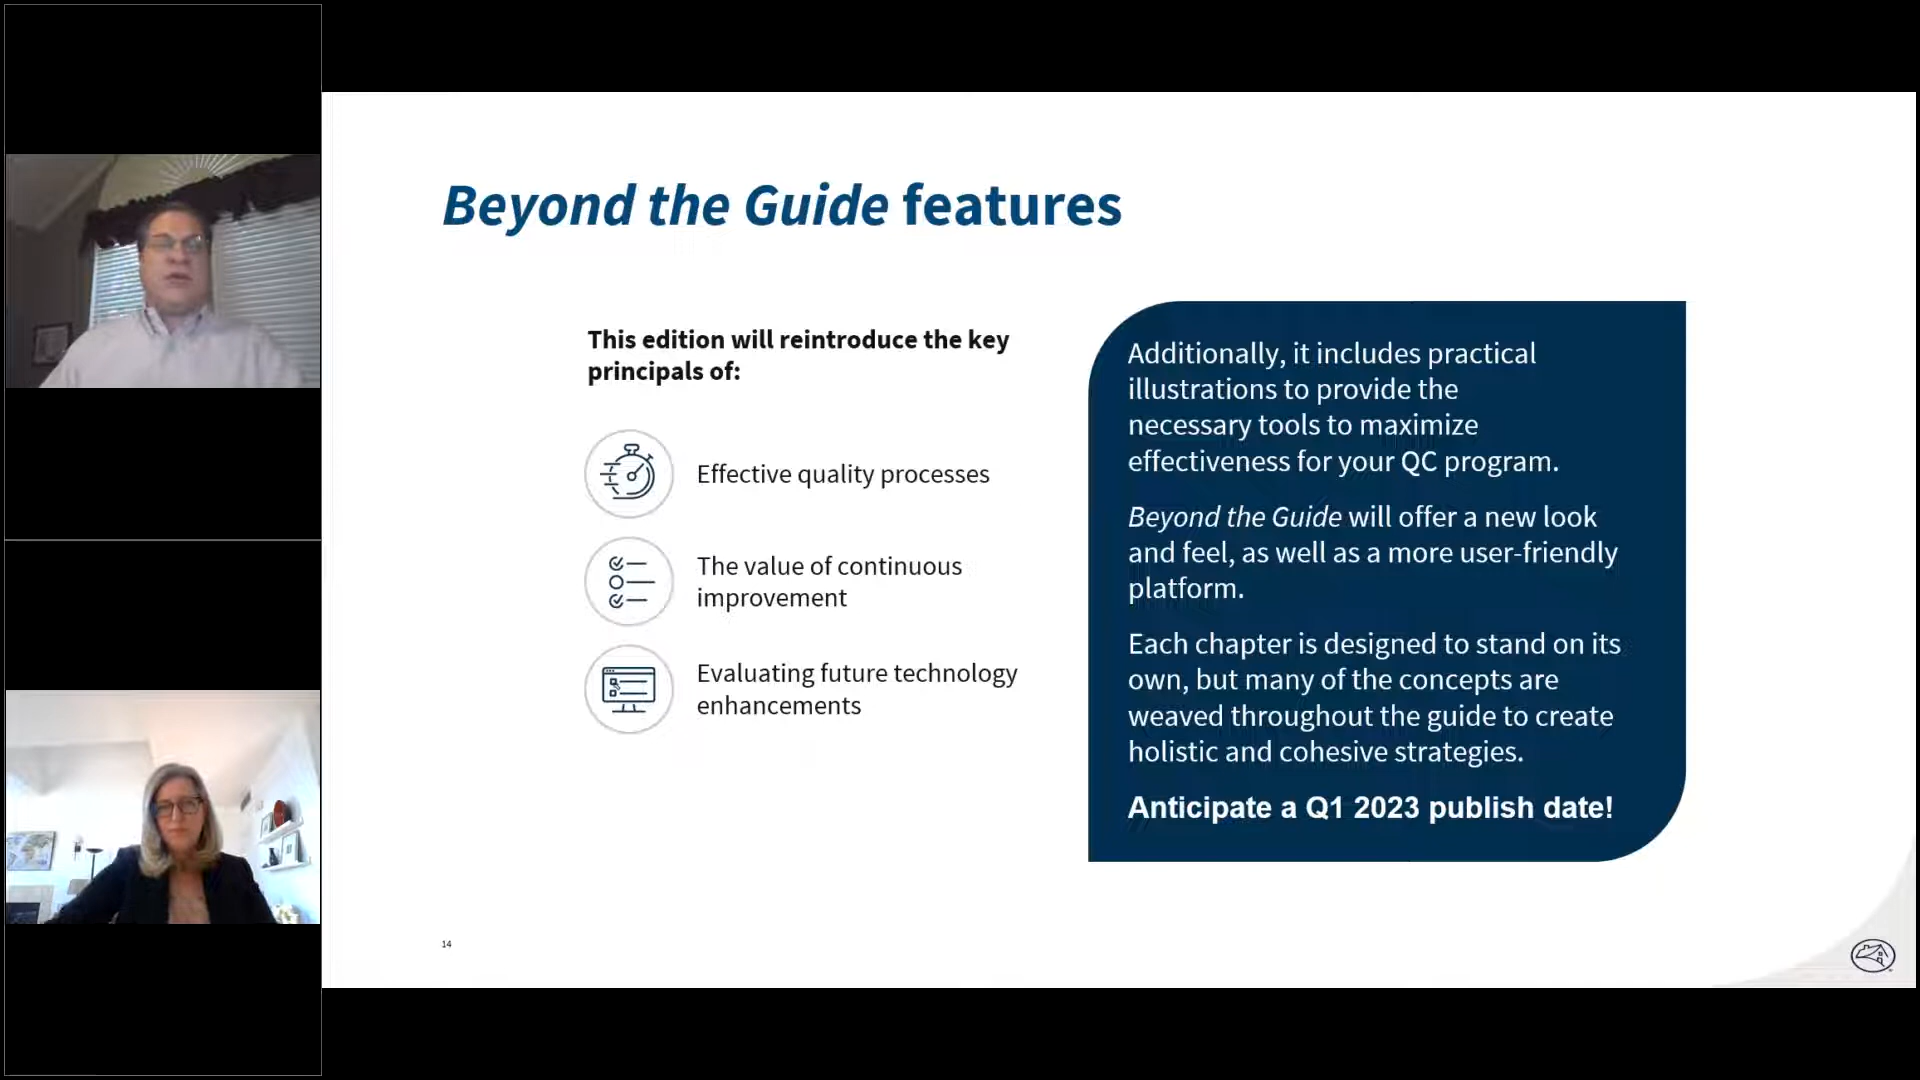 Beyond the Guide features
This edition will reintroduce the key
principals of:
Effective quality processes
The value of continuous
improvement
Evaluating future technology
enhancements
Additionally, it includes practical
illustrations to provide the
necessary tools to maximize
effectiveness for your QC program.
Beyond the Guide will offer a new look
and feel, as well as a more user-friendly
platform.
Each chapter is designed to stand on its
own, but many of the concepts are
weaved throughout the guide to create
holistic and cohesive strategies.
Anticipate a Q1 2023 publish date!
14